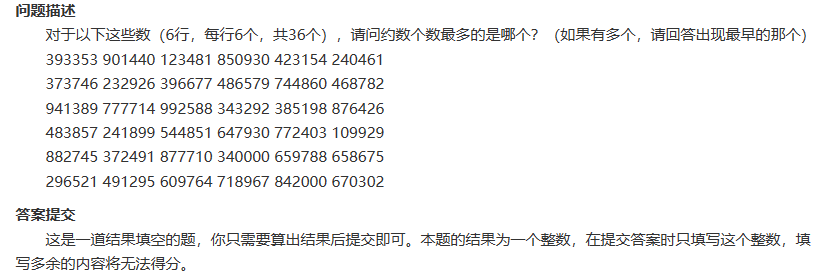 问题描述
对于以下这些数（6行，每行6个，共36个），请问约数个数最多的是哪个？（如果有多个，请回答出现最早的那个）
393353 901440 123481 850930 423154 240461
373746 232926 396677 486579 744860 468782
941389 777714 992588 343292 385198 876426
483857 241899 544851 647930 772403 109929
882745 372491 877710 340000 659788 658675
296521 491295 609764 718967 842000 670302
答案提交
这是一道结果填空的题，你只需要算出结果后提交即可。本题的结果为一个整数，在提交答案时只填写这个整数，填
写多余的内容将无法得分。